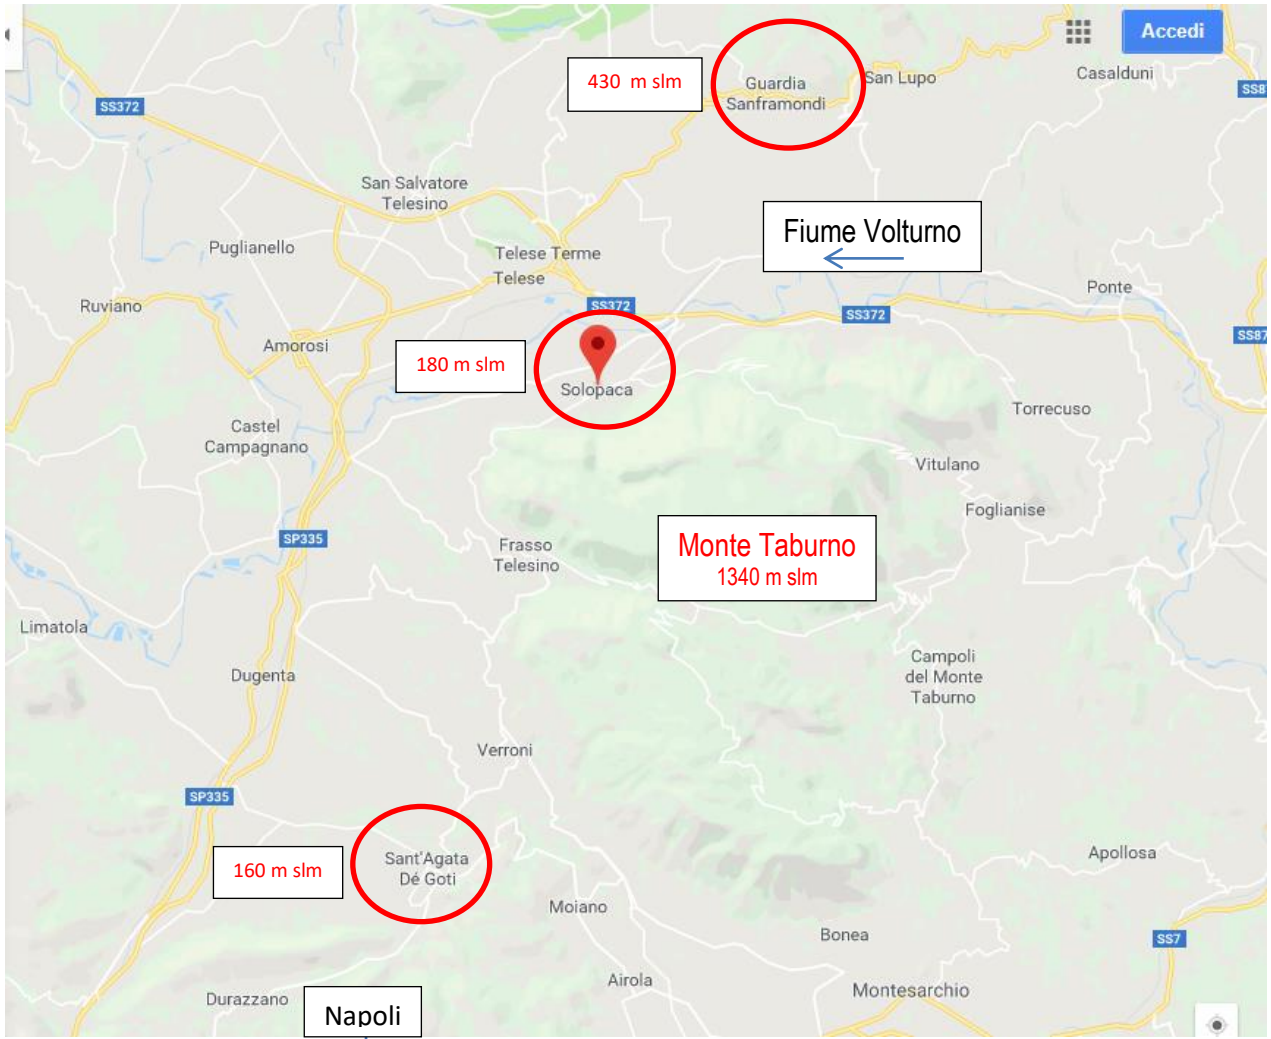 Accedi
430 m slm
Guardia
Sanframondi
San Lupo
Casalduni
SS87
SS372
San Salvatore
Telesino
Puglianello
Telese Terme
Telese
Fiume Volturno
Ponte
Ruviano
SS372
SS372
SS87
Amorosi
180 m slm
Solopaca
Torrecuso
Castel
Campagnano
Vitulano
Foglianise
SP335
Frasso
Telesino
Monte Taburno
1340 m slm
Limatola
Campoli
del Monte
Taburno
Dugenta
Verroni
SP335
160 m slm
Sant'Agata
Dé Goti
Apollosa
Moiano
Bonea
SS7
Airola
Montesarchio
Durazzano
Napoli